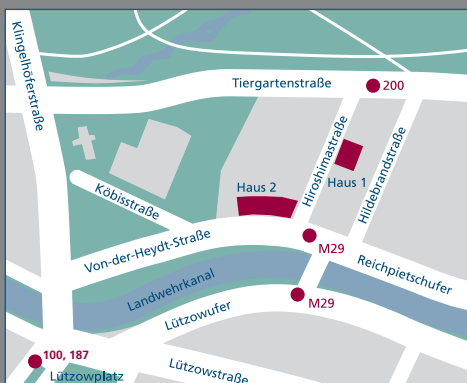 Klingelhöferstraße
Tiergartenstraße
200
Hiroshimastraße
Hildebrandstraße
Haus 1
Haus 2
Köbisstraße
Von-der-Heydt-Straße
M29
Reichpietschufer
Landwehrkanal
M29
Lützowufer
100, 187
Lützowplatz
Lützowstraße